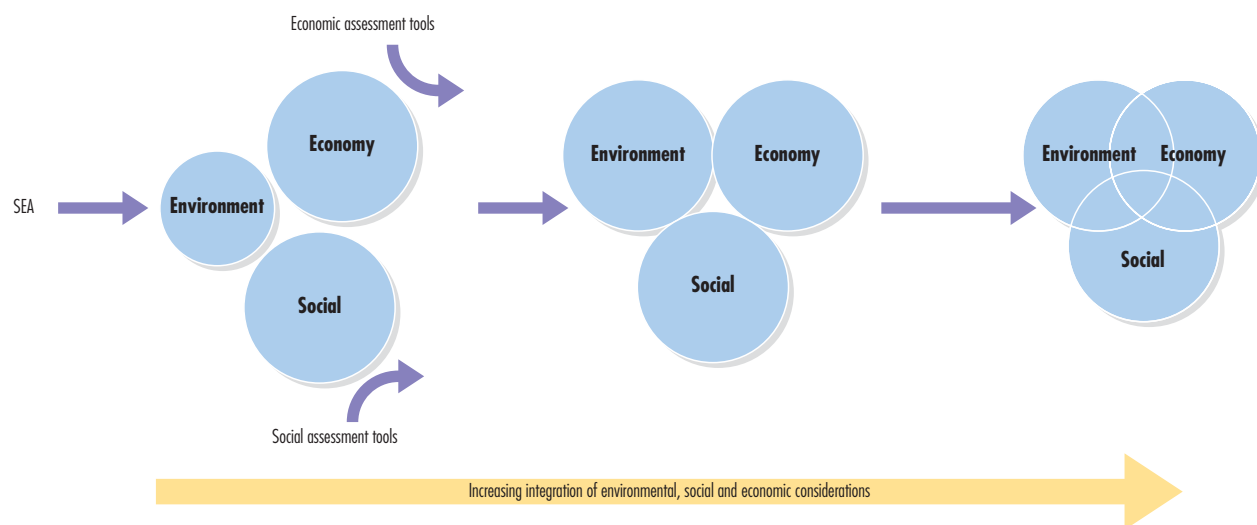 Economic assessment tools
SEA
Environment
Economy
Social
Social assessment tools
Environment
Economy
Social
Environment
Economy
Social
Increasing integration of environmental, social and economic considerations